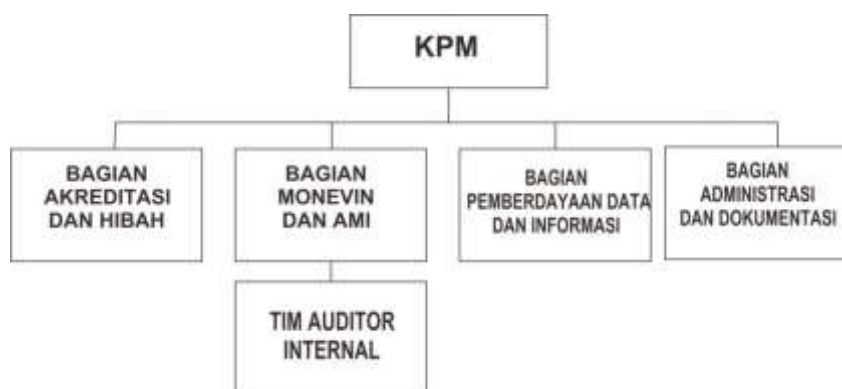 KPM
BAGIAN
AKREDITASI
DAN HIBAH
BAGIAN
MONEVIN
DAN AMI
BAGIAN
PEMBERDAYAAN DATA
DAN INFORMASI
BAGIAN
ADMINISTRASI
DAN DOKUMENTASI
TIM AUDITOR
INTERNAL